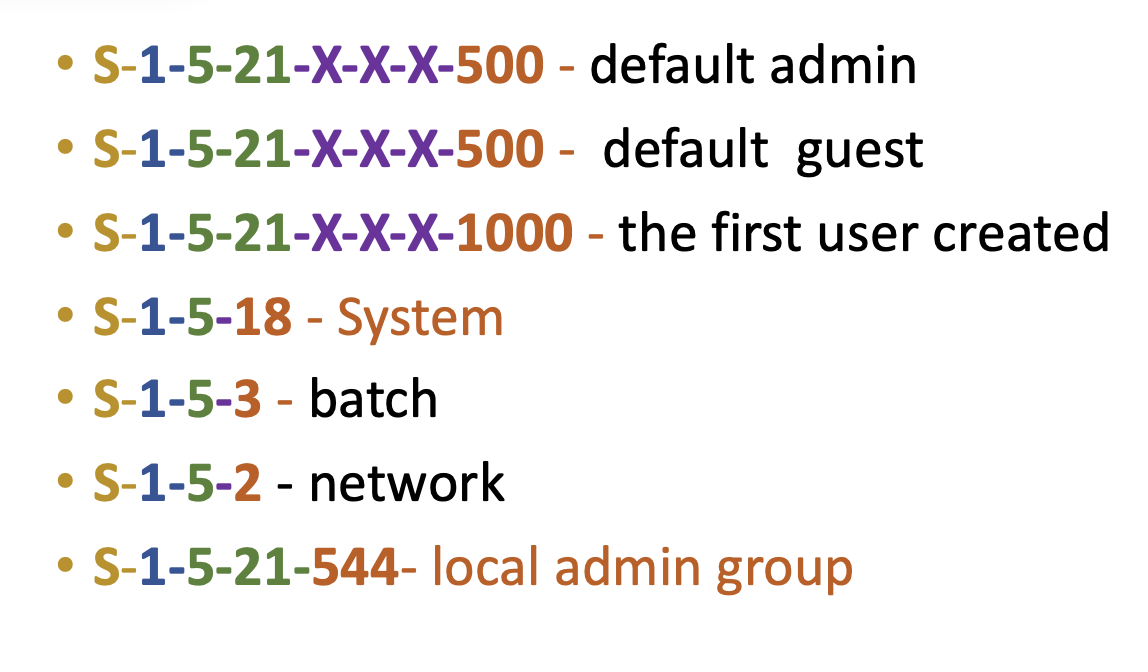 • S-1-5-21-X-X-X-500 - default admin
• S-1-5-21-X-X-X-500 - default guest
• S-1-5-21-X-X-X-1000 - the first user created
• S-1-5-18 - System
• S-1-5-3 - batch
• S-1-5-2 - network
• S-1-5-21-544- local admin group